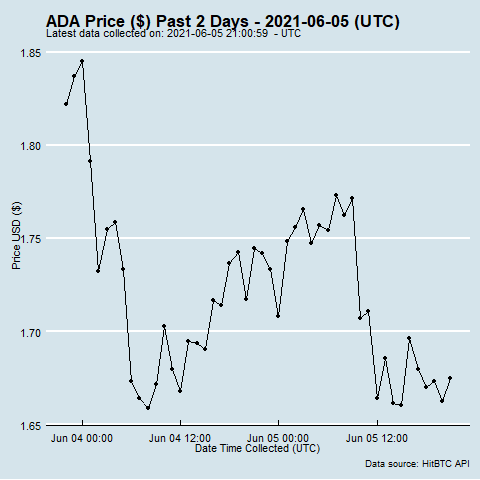 ADA Price ($) Past 2 Days - 2021-06-05 (UTC)
Latest data collected on: 2021-06-05 21:00:59 - UTC
1.85
1.80
1.75
1.70
1.65
Price USD ($)
Jun 04 00:00 Jun 04 12:00 Jun 05 00:00 Jun 05 12:00
Date Time Collected (UTC)
Data source: HitBTC API